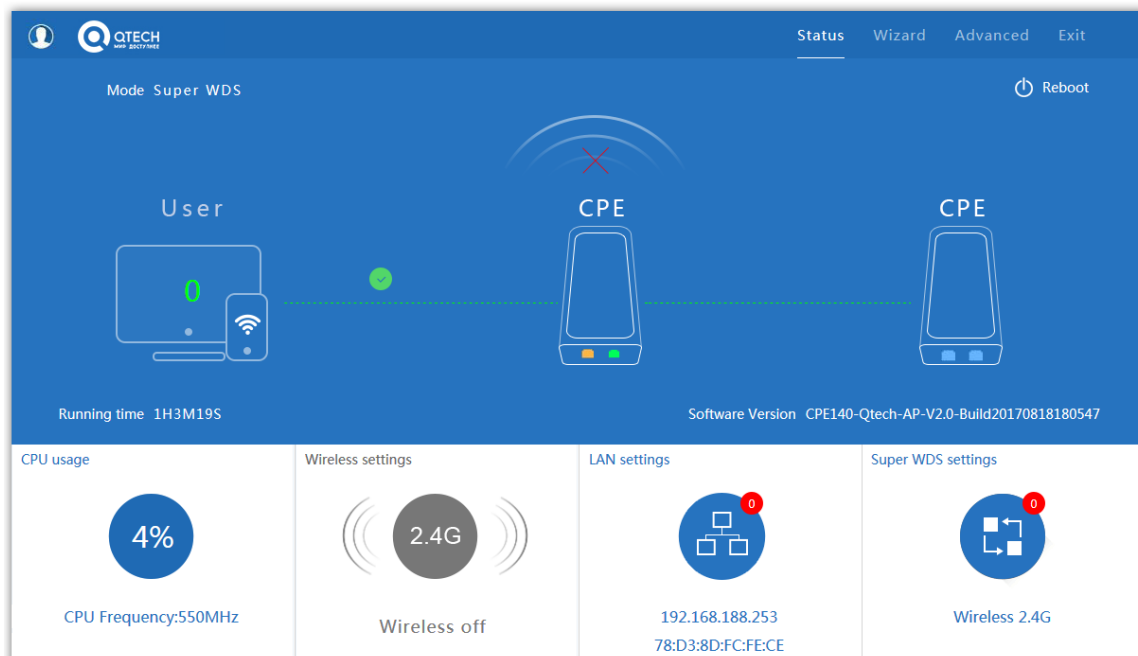 QTECH
МИР ДОСТУПНЕЕ
Status Wizard Advanced Exit
Mode Super WDS
Reboot
User CPE CPE
0
Running time 1H3M19S
Software Version CPE140-Qtech-AP-V2.0-Build20170818180547
CPU usage Wireless settings LAN settings Super WDS settings
0 0
4% 2.4G
CPU Frequency:550MHz Wireless off 192.168.188.253 Wireless 2.4G
78:D3:8D:FC:FE:CE